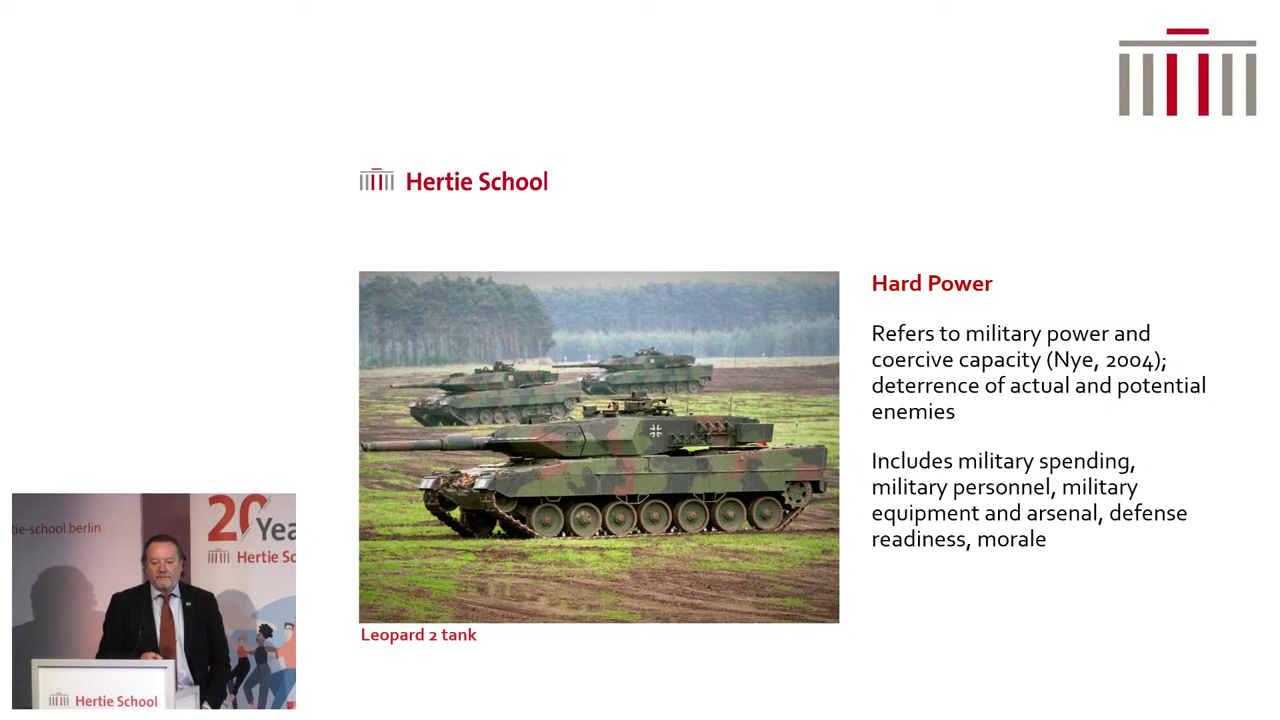 Hertie School
Hard Power
Refers to military power and
coercive capacity (Nye, 2004);
deterrence of actual and potential
enemies
Includes military spending,
military personnel, military
equipment and arsenal, defense
readiness, morale
Leopard 2 tank
tie-school.berlin
20 Yea
Hertie Sc
Hertie School